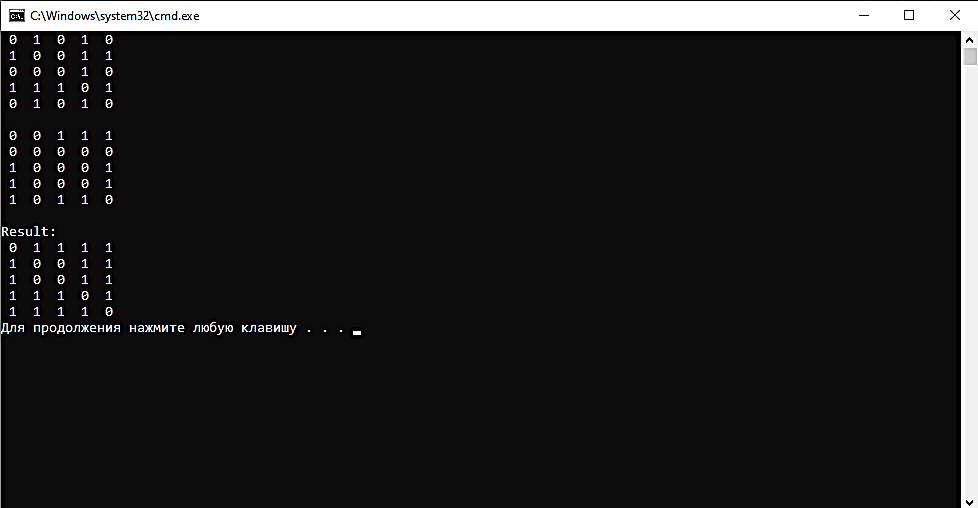 C:\Windows\system32\cmd.exe
0 1 0 1 0
1 0 0 1 1
0 0 0 1 0
1 1 1 0 1
0 1 0 1 0
0 0 1 1 1
0 0 0 0 0
1 0 0 0 1
1 0 0 0 1
1 0 1 1 0
Result:
0 1 1 1 1
1 0 0 1 1
1 0 0 1 1
1 1 1 0 1
1 1 1 1 0
Для продолжения нажмите любую клавишу . . .